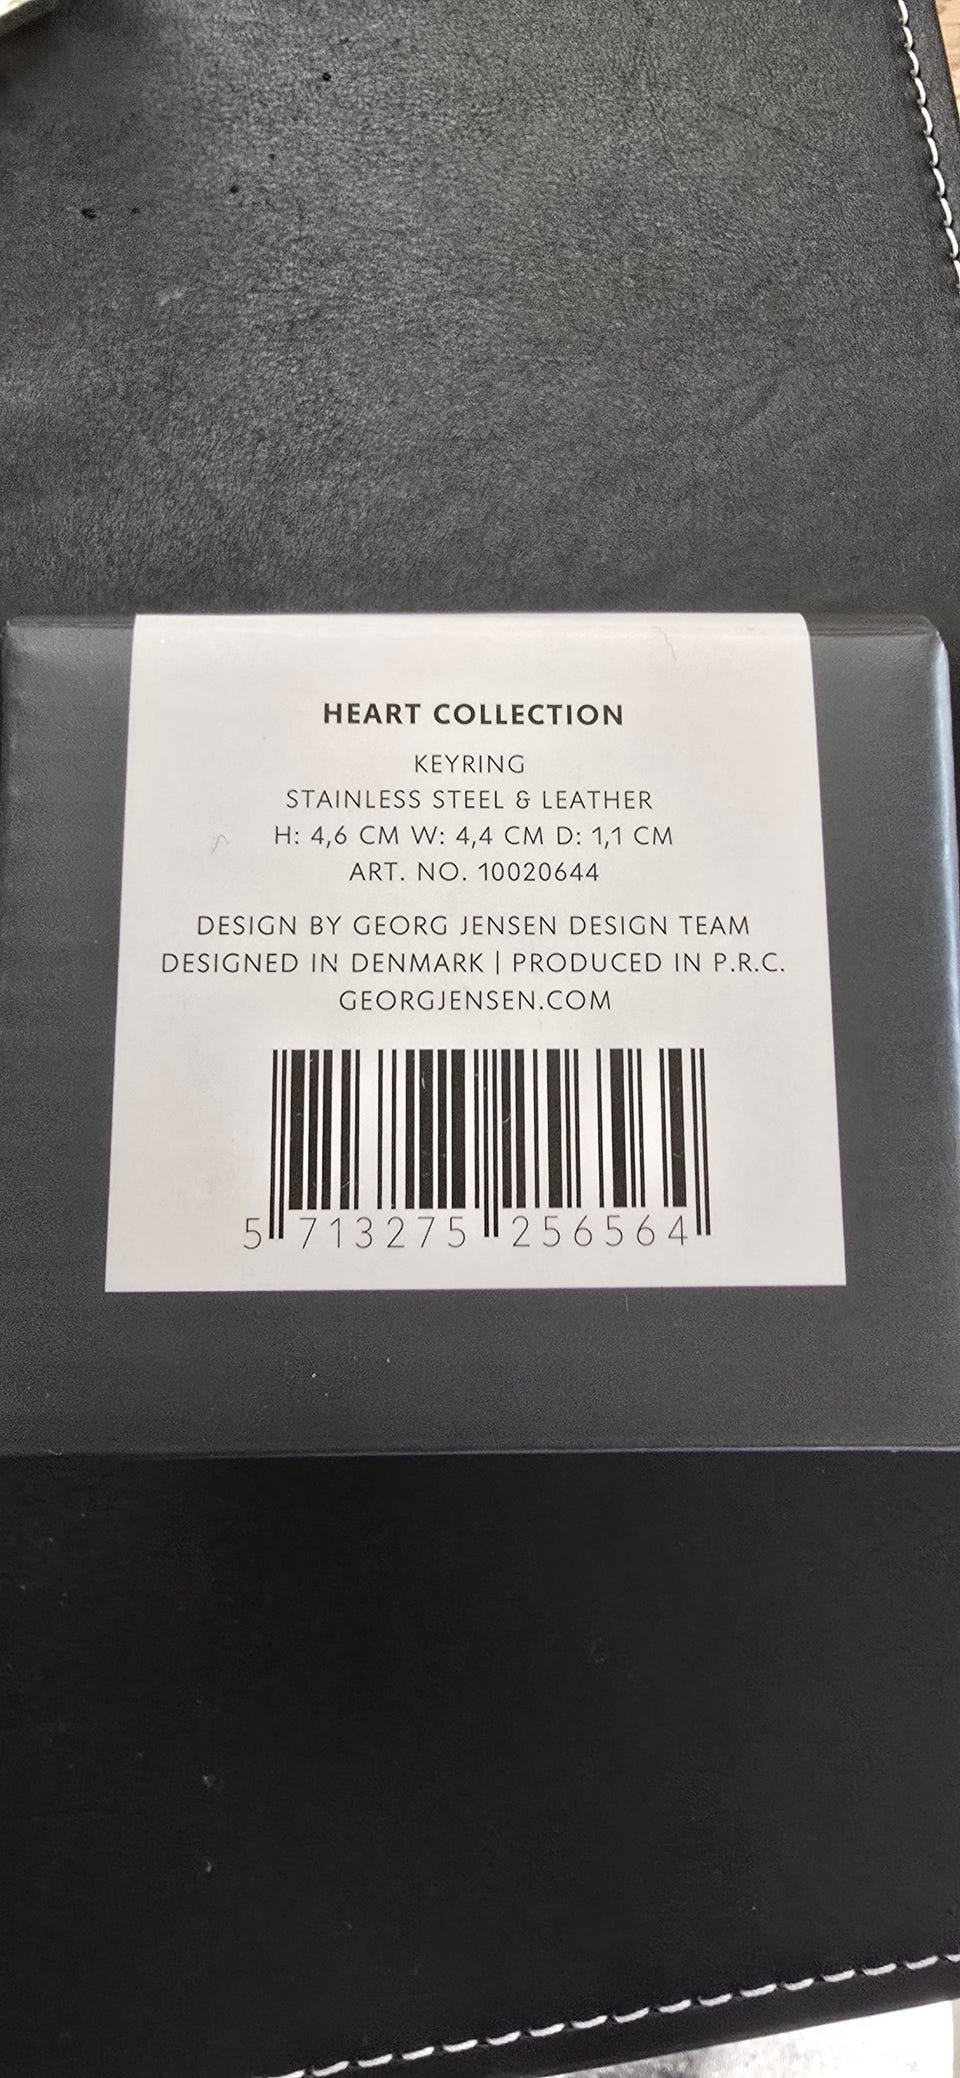 HEART COLLECTION
KEYRING
STAINLESS STEEL & LEATHER
H: 4,6 CM W: 4,4 CM D: 1,1 CM
ART. NO. 10020644
DESIGN BY GEORG JENSEN DESIGN TEAM
DESIGNED IN DENMARK | PRODUCED IN P.R.C.
GEORGJENSEN.COM
5 713275 256564